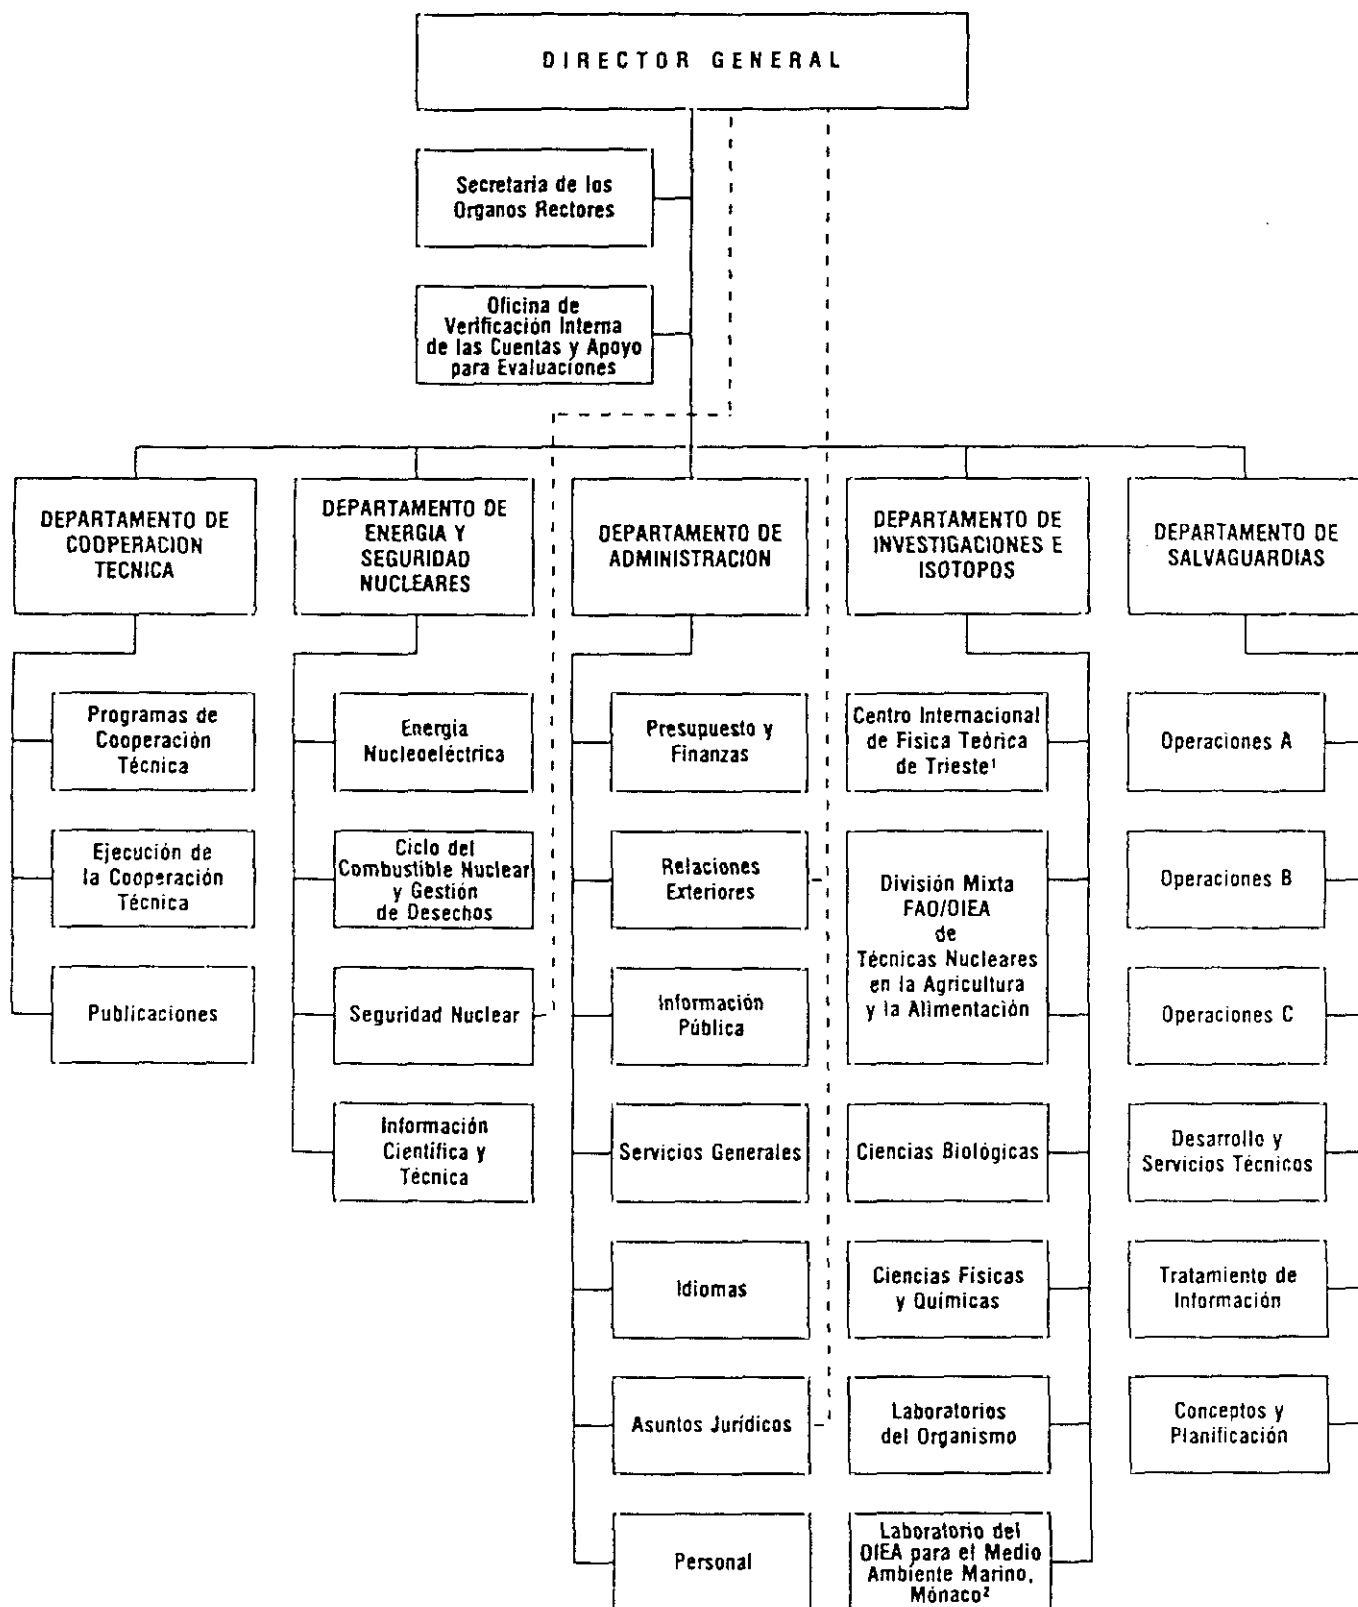 DIRECTOR GENERAL
Secretaria de los
Organos Rectores
Oficina de
Verificación Interna
de las Cuentas y Apoyo
para Evaluaciones
DEPARTAMENTO DE
COOPERACION
TECNICA
DEPARTAMENTO DE
ENERGIA Y
SEGURIDAD
NUCLEARES
DEPARTAMENTO DE
ADMINISTRACION
DEPARTAMENTO DE
INVESTIGACIONES E
ISOTOPOS
DEPARTAMENTO DE
SALVAGUARDIAS
Programas de
Cooperación
Técnica
Ejecución de
la Cooperación
Técnica
Publicaciones
Energía
Nucleoeléctrica
Ciclo del
Combustible Nuclear
y Gestión
de Desechos
Seguridad Nuclear
Información
Científica y
Técnica
Presupuesto y
Finanzas
Relaciones
Exteriores
Información
Pública
Servicios Generales
Idiomas
Asuntos Jurídicos
Personal
Centro Internacional
de Física Teórica
de Trieste¹
División Mixta
FAO/OIEA
de
Técnicas Nucleares
en la Agricultura
y la Alimentación
Ciencias Biológicas
Ciencias Físicas
y Químicas
Laboratorios
del Organismo
Laboratorio del
OIEA para el Medio
Ambiente Marino,
Mónaco²
Operaciones A
Operaciones B
Operaciones C
Desarrollo y
Servicios Técnicos
Tratamiento de
Información
Conceptos y
Planificación